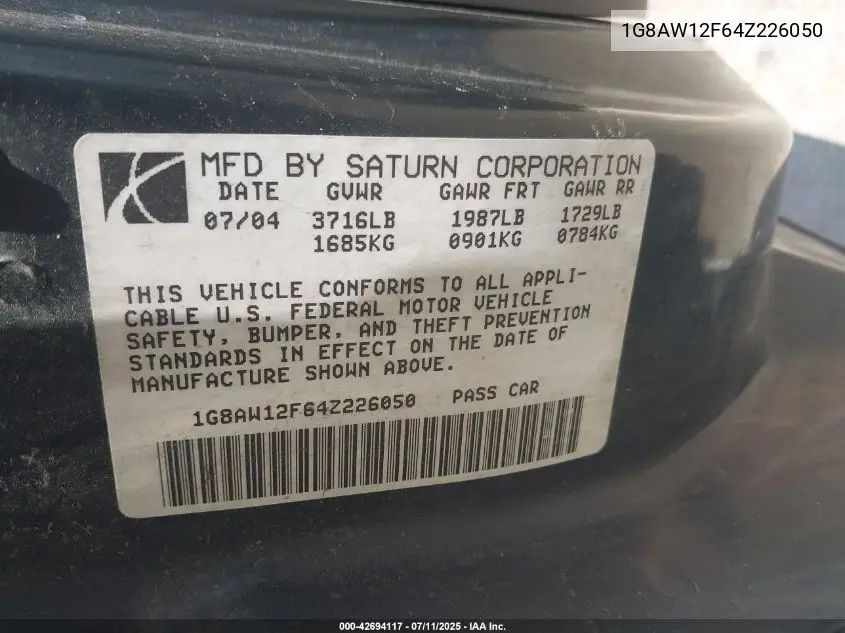 1G8AW12F64Z226050
MFD BY SATURN CORPORATION
DATE GVWR GAWR FRT GAWR RR
07/04 3716LB 1987LB 1729LB
1685KG 0901KG 0784KG
THIS VEHICLE CONFORMS TO ALL APPLI-
CABLE U.S. FEDERAL MOTOR VEHICLE
SAFETY, BUMPER, AND THEFT PREVENTION
STANDARDS IN EFFECT ON THE DATE OF
MANUFACTURE SHOWN ABOVE.
1G8AW12F64Z226050 PASS CAR
000-42694117 - 07/11/2025 - IAA Inc.